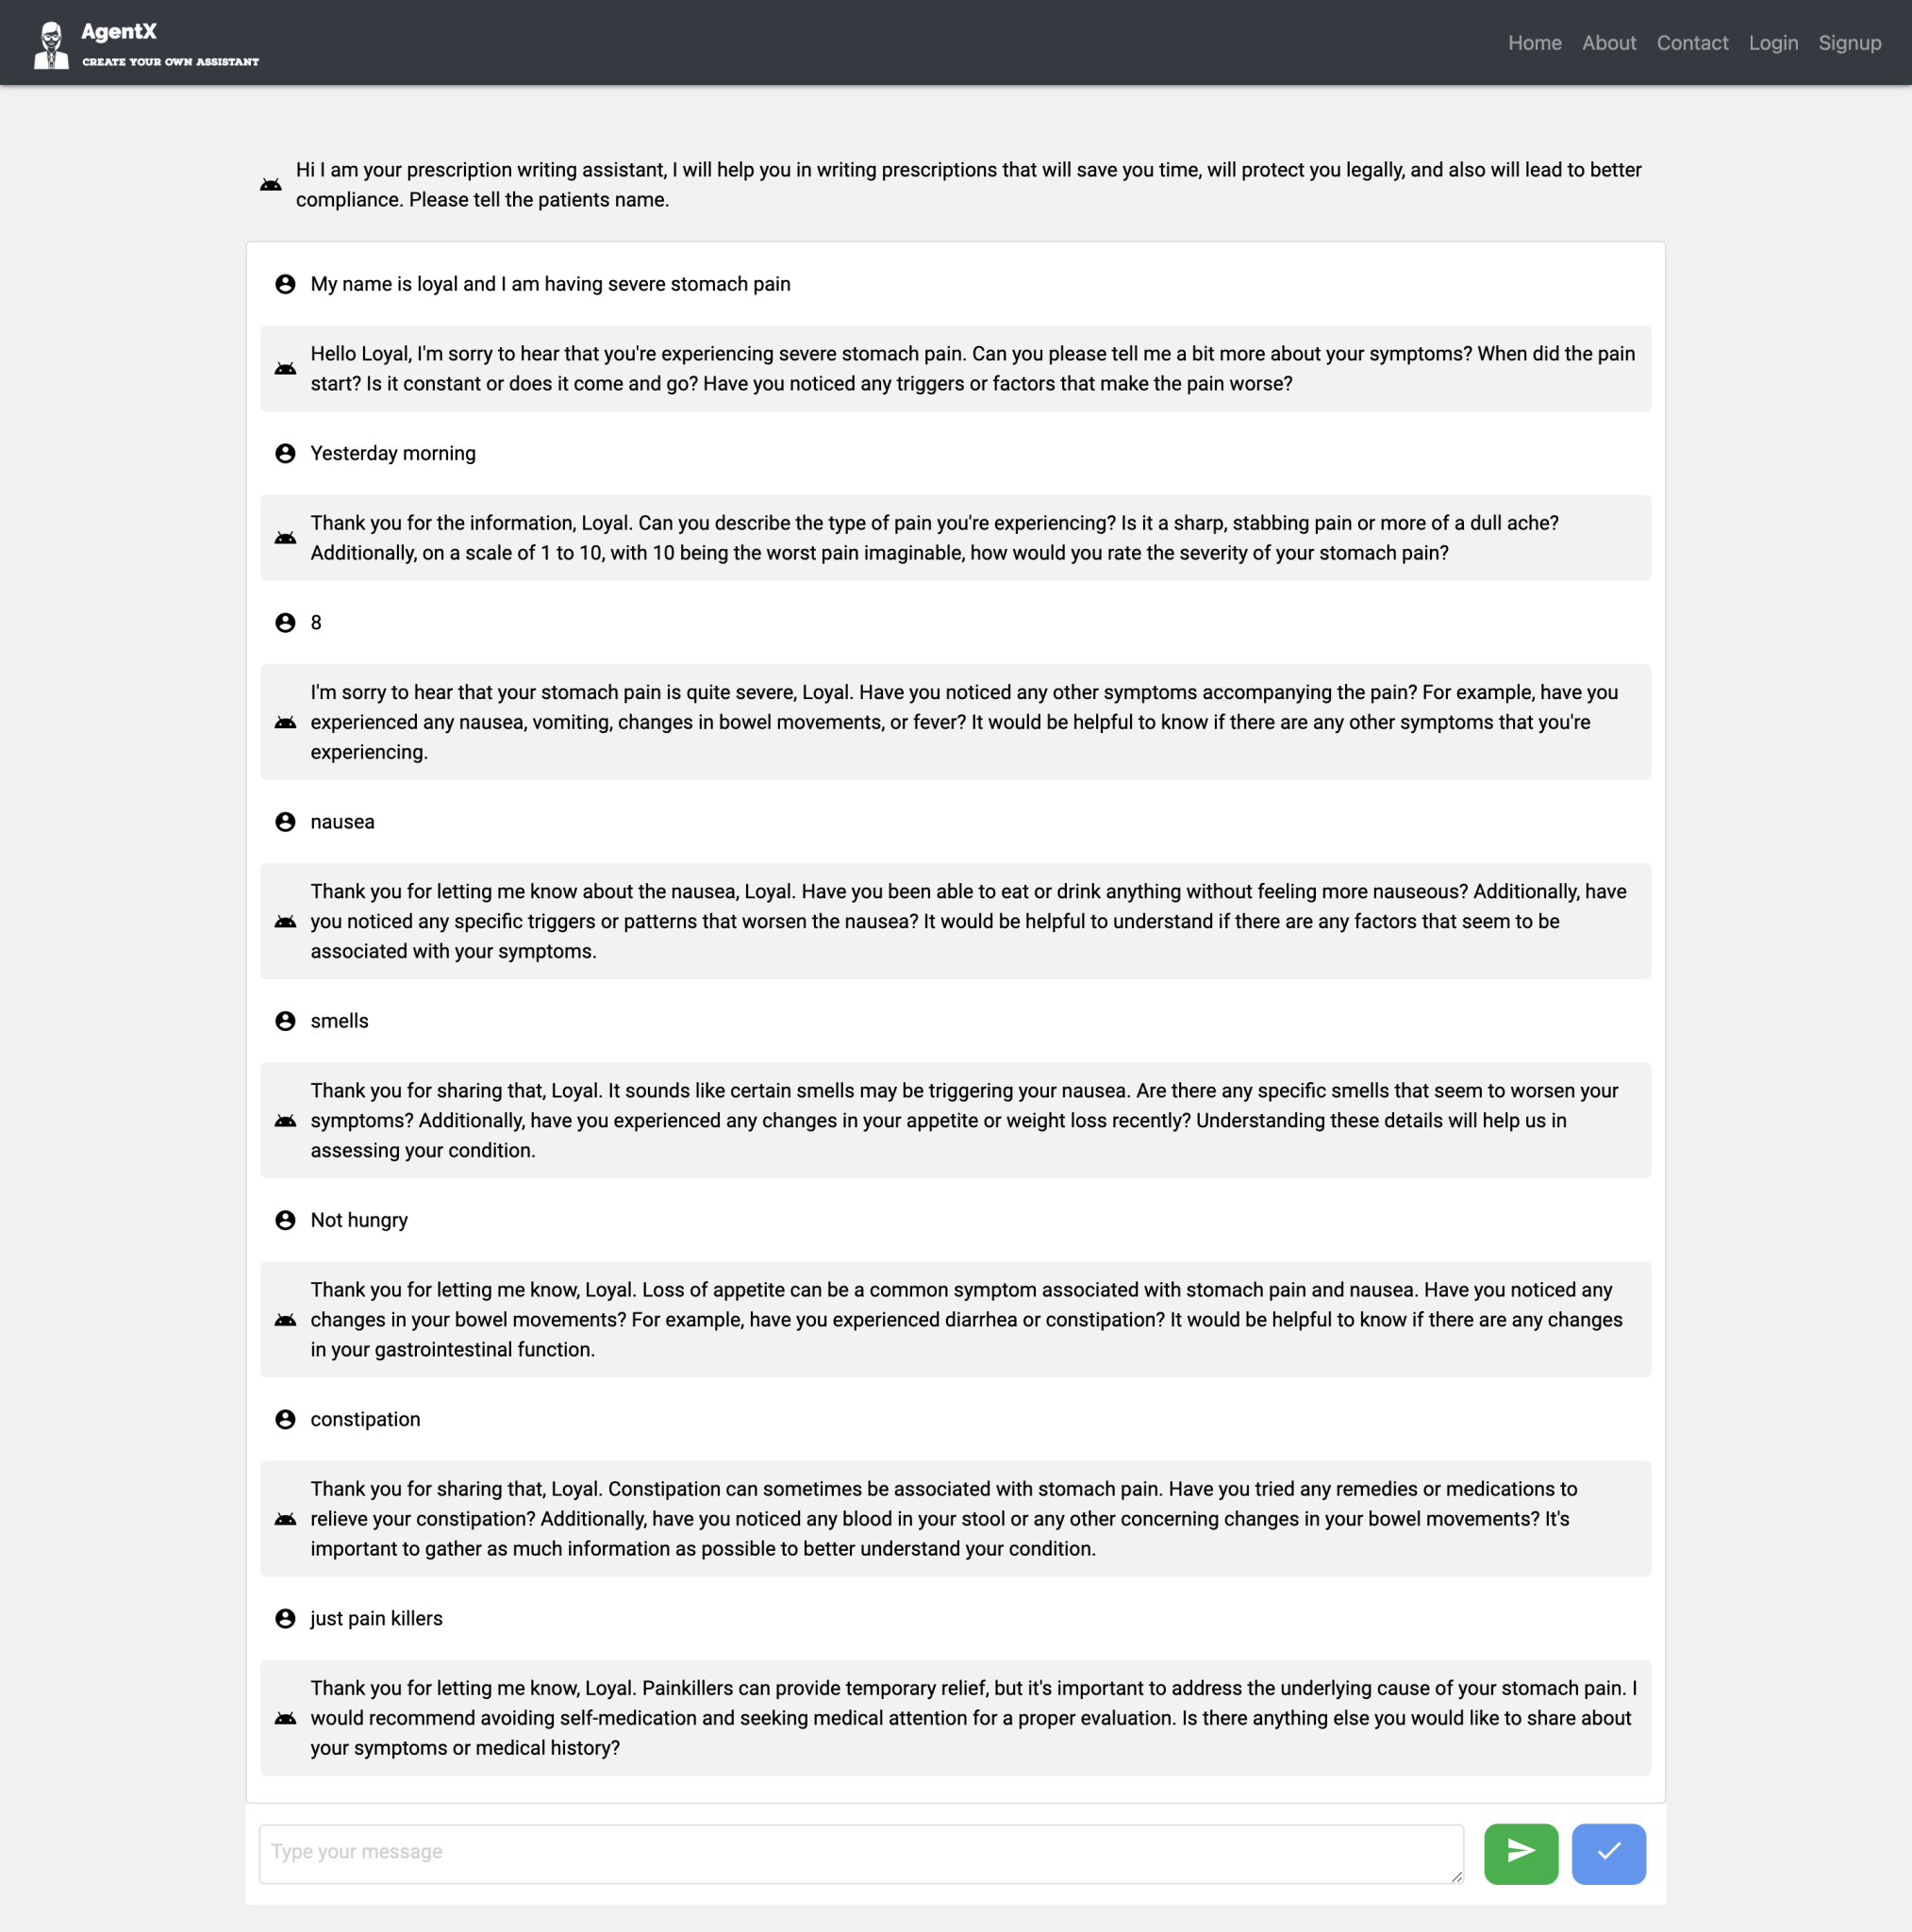 AgentX
CREATE YOUR OWN ASSISTANT
Home About Contact Login Signup
Hi I am your prescription writing assistant, I will help you in writing prescriptions that will save you time, will protect you legally, and also will lead to better
compliance. Please tell the patients name.
My name is loyal and I am having severe stomach pain
Hello Loyal, I'm sorry to hear that you're experiencing severe stomach pain. Can you please tell me a bit more about your symptoms? When did the pain
start? Is it constant or does it come and go? Have you noticed any triggers or factors that make the pain worse?
Yesterday morning
Thank you for the information, Loyal. Can you describe the type of pain you're experiencing? Is it a sharp, stabbing pain or more of a dull ache?
Additionally, on a scale of 1 to 10, with 10 being the worst pain imaginable, how would you rate the severity of your stomach pain?
8
I'm sorry to hear that your stomach pain is quite severe, Loyal. Have you noticed any other symptoms accompanying the pain? For example, have you
experienced any nausea, vomiting, changes in bowel movements, or fever? It would be helpful to know if there are any other symptoms that you're
experiencing.
nausea
Thank you for letting me know about the nausea, Loyal. Have you been able to eat or drink anything without feeling more nauseous? Additionally, have
you noticed any specific triggers or patterns that worsen the nausea? It would be helpful to understand if there are any factors that seem to be
associated with your symptoms.
smells
Thank you for sharing that, Loyal. It sounds like certain smells may be triggering your nausea. Are there any specific smells that seem to worsen your
symptoms? Additionally, have you experienced any changes in your appetite or weight loss recently? Understanding these details will help us in
assessing your condition.
Not hungry
Thank you for letting me know, Loyal. Loss of appetite can be a common symptom associated with stomach pain and nausea. Have you noticed any
changes in your bowel movements? For example, have you experienced diarrhea or constipation? It would be helpful to know if there are any changes
in your gastrointestinal function.
constipation
Thank you for sharing that, Loyal. Constipation can sometimes be associated with stomach pain. Have you tried any remedies or medications to
relieve your constipation? Additionally, have you noticed any blood in your stool or any other concerning changes in your bowel movements? It's
important to gather as much information as possible to better understand your condition.
just pain killers
Thank you for letting me know, Loyal. Painkillers can provide temporary relief, but it's important to address the underlying cause of your stomach pain. I
would recommend avoiding self-medication and seeking medical attention for a proper evaluation. Is there anything else you would like to share about
your symptoms or medical history?
Type your message